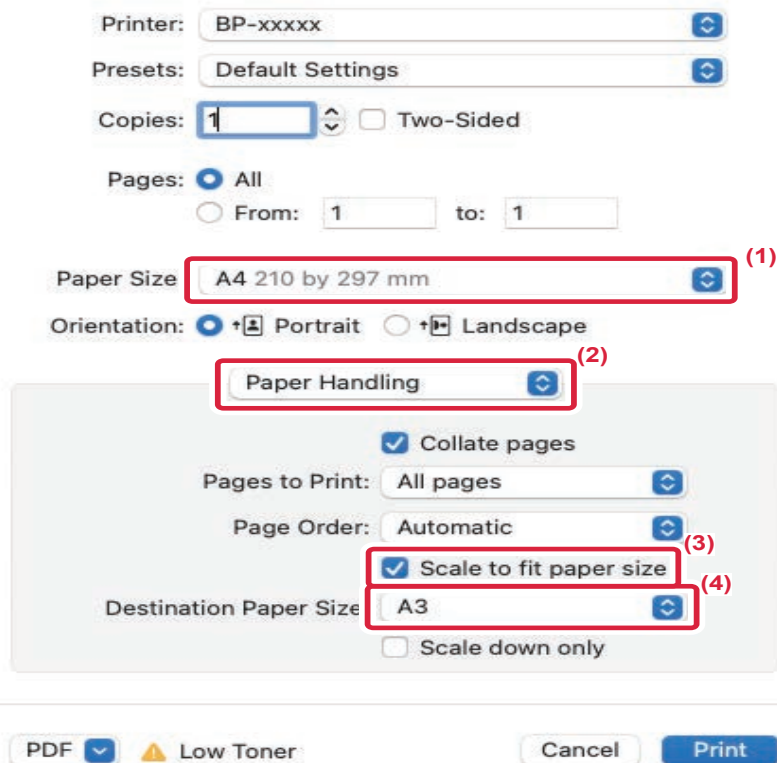 Printer: BP-xxxxx
Presets: Default Settings
Copies: 1 Two-Sided
Pages: All
From: 1 to: 1
(1)
Paper Size A4 210 by 297 mm
Orientation: Portrait Landscape
(2)
Paper Handling
Collate pages
Pages to Print: All pages
Page Order: Automatic
(3)
Scale to fit paper size
(4)
Destination Paper Size A3
Scale down only
PDF Low Toner Cancel Print